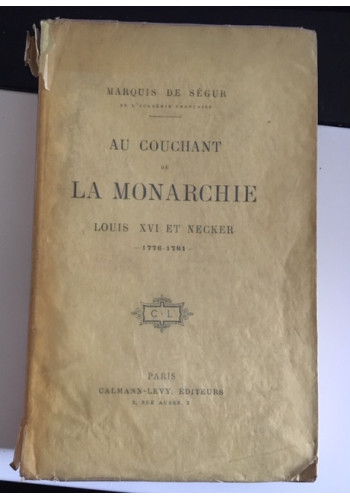 MARQUIS DE SÉGUR
DE L'ACADÉMIE FRANÇAISE
AU COUCHANT
DE
LA MONARCHIE
LOUIS XVI ET NECKER
—1776-1781—
C·L
PARIS
CALMANN-LÉVY, ÉDITEURS
3, RUE AUBER, 3